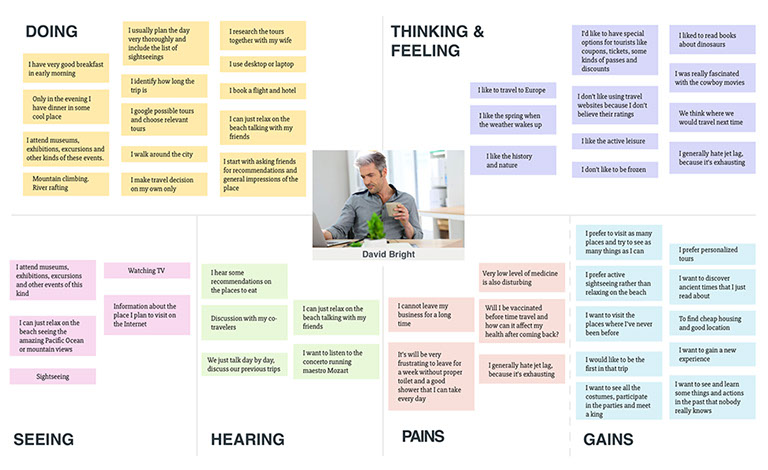 DOING
I have very good breakfast
in early morning
Only in the evening I
have dinner in some
cool place
I attend museums,
exhibitions, excursions and
other kinds of these events.
Mountain climbing.
River rafting
I usually plan the day
very thoroughly and
include the list of
sightseeings
I identify how long the
trip is
I google possible tours
and choose relevant
tours
I walk around the city
I make travel decision
on my own only
I research the tours
together with my wife
I use desktop or laptop
I book a flight and hotel
I can just relax on the
beach talking with my
friends
I start with asking friends
for recommendations and
general impressions of the
place
THINKING &
FEELING
I like to travel to Europe
I like the spring when
the weather wakes up
I like the history
and nature
I'd like to have special
options for tourists like
coupons, tickets, some
kinds of passes and
discounts
I don't like using travel
websites because I don't
believe their ratings
I like the active leisure
I don't like to be frozen
I liked to read books
about dinosaurs
I was really fascinated
with the cowboy movies
We think where we
would travel next time
I generally hate jet lag,
because it's exhausting
David Bright
I attend museums,
exhibitions, excursions
and other events of this
kind
I can just relax on the
beach seeing the
amazing Pacific Ocean
or mountain views
Sightseeing
Watching TV
Information about the
place I plan to visit on
the Internet
SEEING
I hear some
recommendations on
the places to eat
Discussion with my co-
travelers
We just talk day by day,
discuss our previous trips
I can just relax on the
beach talking with my
friends
I want to listen to the
concerto running
maestro Mozart
HEARING
I cannot leave my
business for a long
time
It's will be very
frustrating to leave for
a week without proper
toilet and a good
shower that I can take
every day
Very low level of medicine
is also disturbing
Will I be vaccinated
before time travel and
how can it affect my
health after coming back?
I generally hate jet lag,
because it's exhausting
PAINS
I prefer to visit as many
places and try to see as
many things as I can
I prefer active
sightseeing rather than
relaxing on the beach
I want to visit the
places where I've never
been before
I would like to be the
first in that trip
I want to see all the
costumes, participate
in the parties and meet
a king
I prefer personalized
tours
I want to discover
ancient times that I just
read about
To find cheap housing
and good location
I want to gain a new
experience
I want to see and learn
some things and actions
in the past that nobody
really knows
GAINS